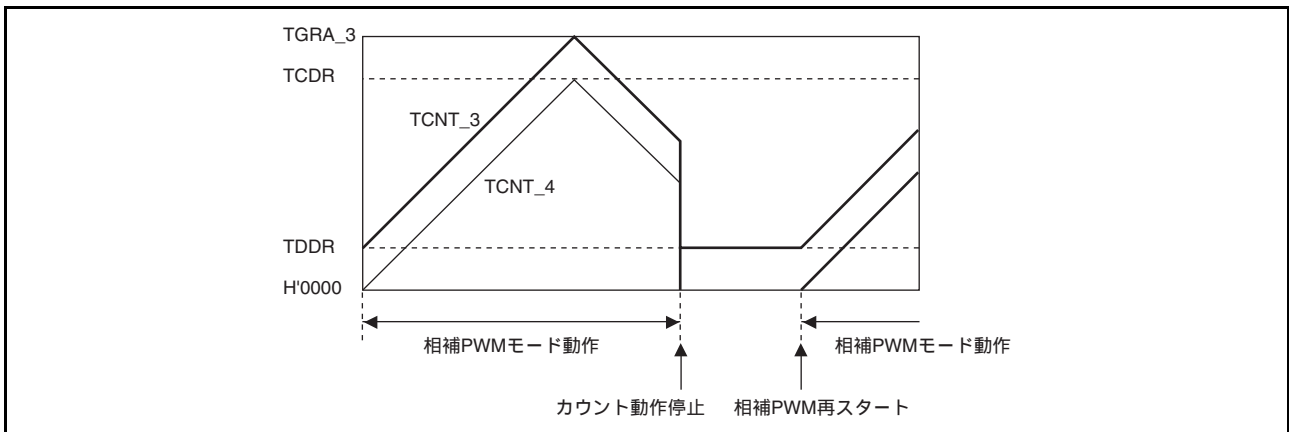 TGRA_3
TCDR
TCNT_3
TCNT_4
TDDR
H'0000
相補PWMモード動作
相補PWMモード動作
カウント動作停止
相補PWM再スタート